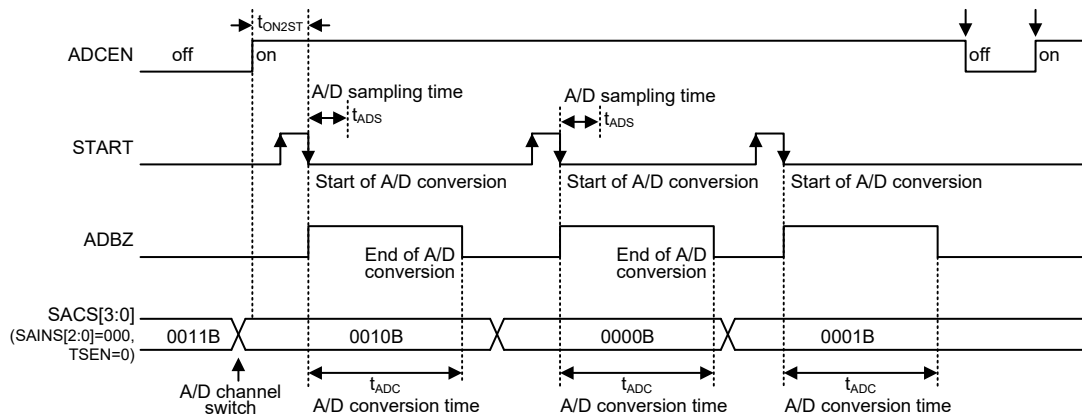 tON2ST
ADCEN
off
on
off
on
A/D sampling time
tADS
A/D sampling time
tADS
START
Start of A/D conversion
Start of A/D conversion
Start of A/D conversion
ADBZ
End of A/D
conversion
End of A/D
conversion
SACS[3:0]
(SAINS[2:0]=000,
TSEN=0)
0011B
0010B
0000B
0001B
A/D channel
switch
tADC
A/D conversion time
tADC
A/D conversion time
tADC
A/D conversion time